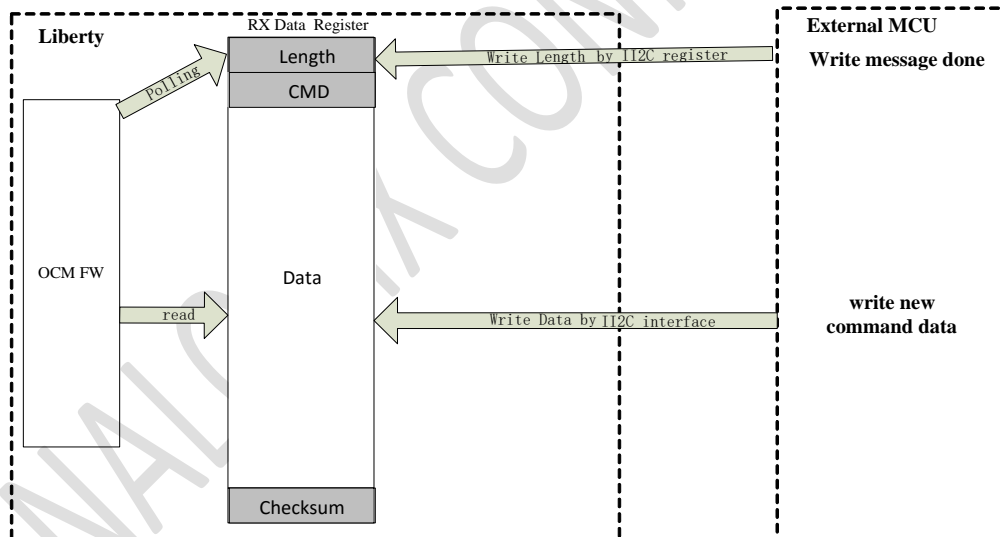 Liberty
RX Data Register
External MCU
Length
Write Length by II2C register
Write message done
Polling
CMD
OCM FW
Data
read
Write Data by II2C interface
write new
command data
Checksum